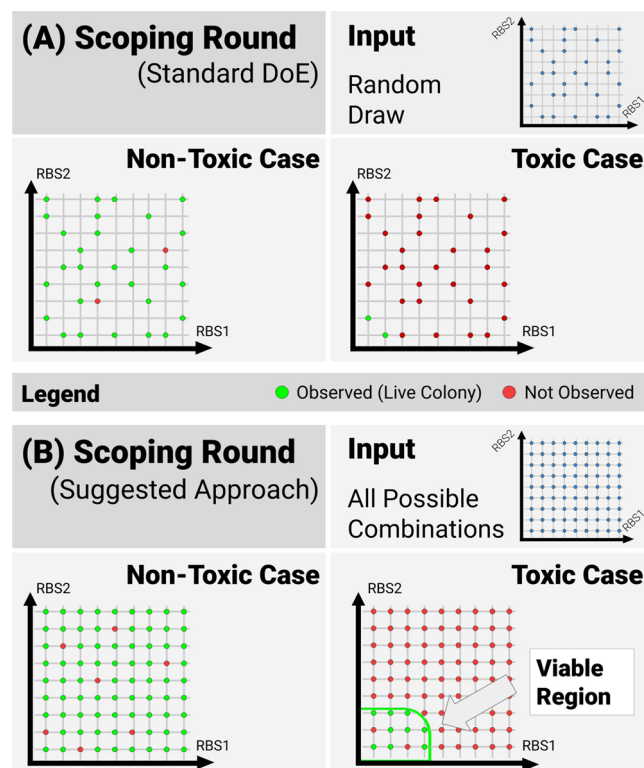 (A) Scoping Round
(Standard DoE)
Input
Random
Draw
RBS2
RBS1
Non-Toxic Case
RBS2
RBS1
Toxic Case
RBS2
RBS1
Legend
Observed (Live Colony)
Not Observed
(B) Scoping Round
(Suggested Approach)
Input
All Possible
Combinations
RBS2
RBS1
Non-Toxic Case
RBS2
RBS1
Toxic Case
RBS2
RBS1
Viable
Region